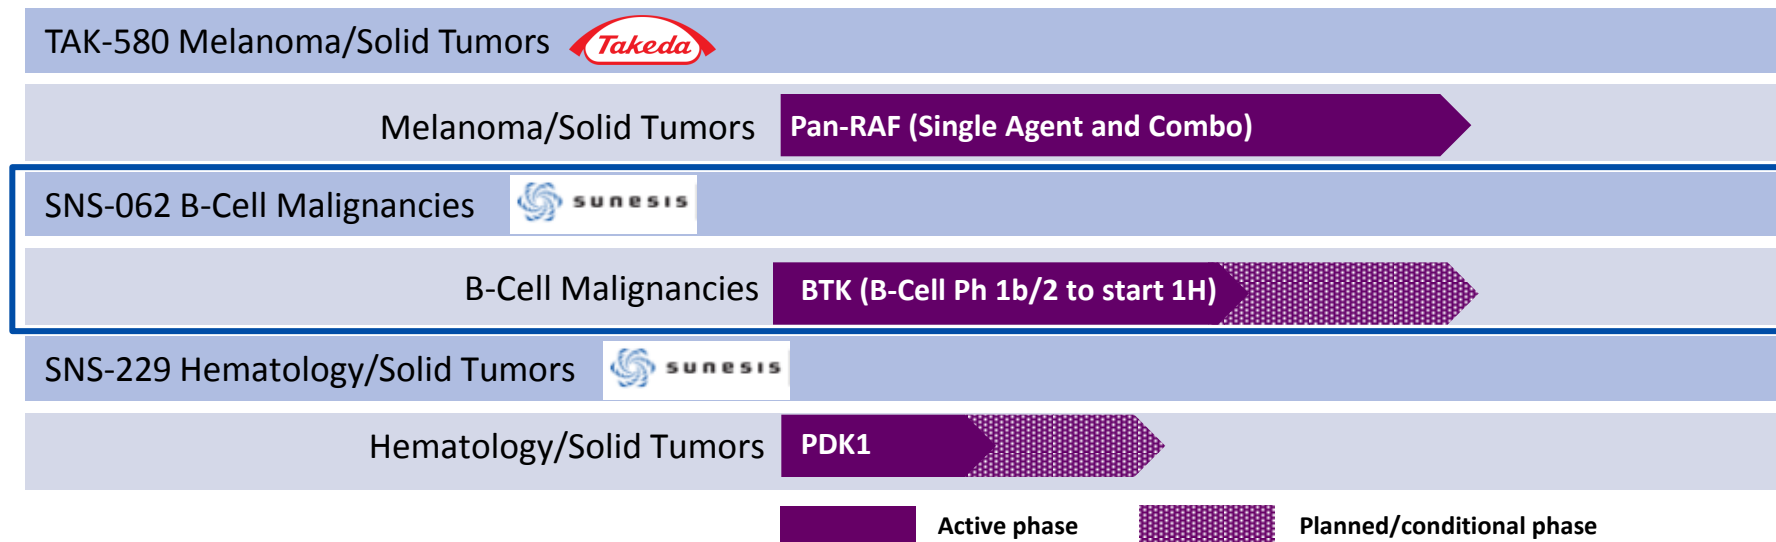 TAK-580 Melanoma/Solid Tumors Takeda
Melanoma/Solid Tumors Pan-RAF (Single Agent and Combo)
SNS-062 B-Cell Malignancies sunesis
B-Cell Malignancies BTK (B-Cell Ph 1b/2 to start 1H)
SNS-229 Hematology/Solid Tumors sunesis
Hematology/Solid Tumors PDK1
Active phase Planned/conditional phase